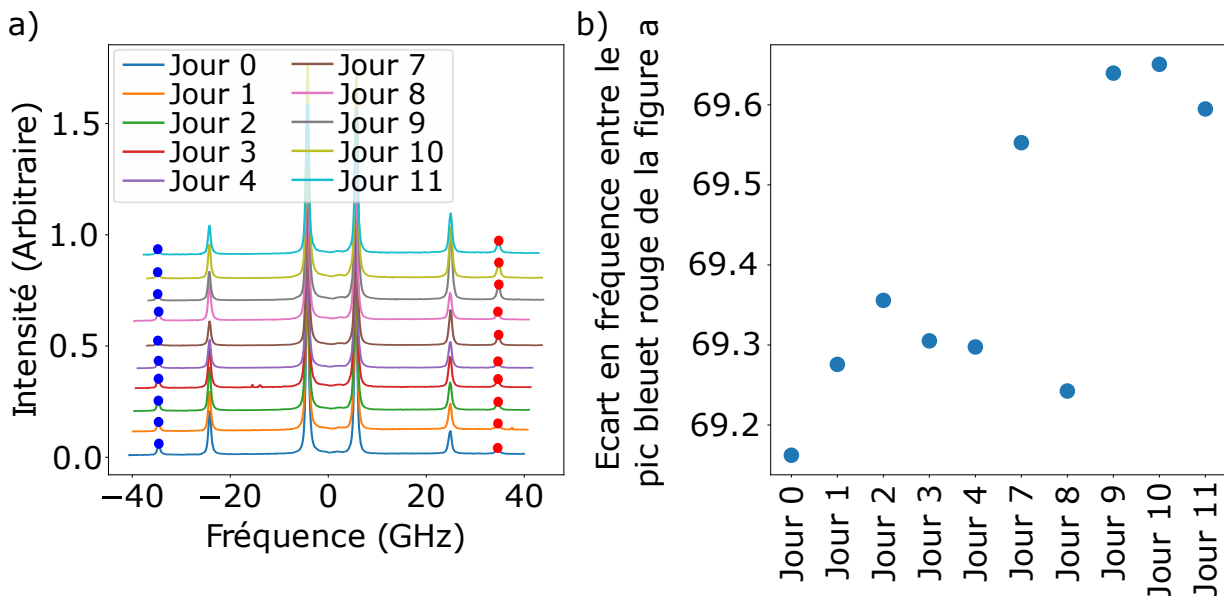 a)
Intensité (Arbitraire)
1.5
1.0
0.5
0.0
Jour 0
Jour 1
Jour 2
Jour 3
Jour 4
Jour 7
Jour 8
Jour 9
Jour 10
Jour 11
−40
−20
0
20
40
Fréquence (GHz)
b)
Ecart en fréquence entre le
pic bleuet rouge de la figure a
69.6
69.5
69.4
69.3
69.2
Jour 0
Jour 1
Jour 2
Jour 3
Jour 4
Jour 7
Jour 8
Jour 9
Jour 10
Jour 11